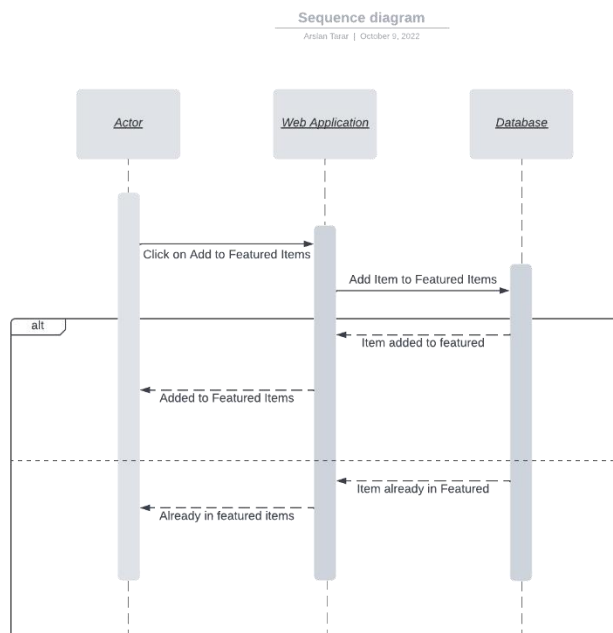 Sequence diagram
Arslan Tarar | October 9, 2022
Actor
Web Application
Database
Click on Add to Featured Items
Add Item to Featured Items
alt
Item added to featured
Added to Featured Items
Item already in Featured
Already in featured items